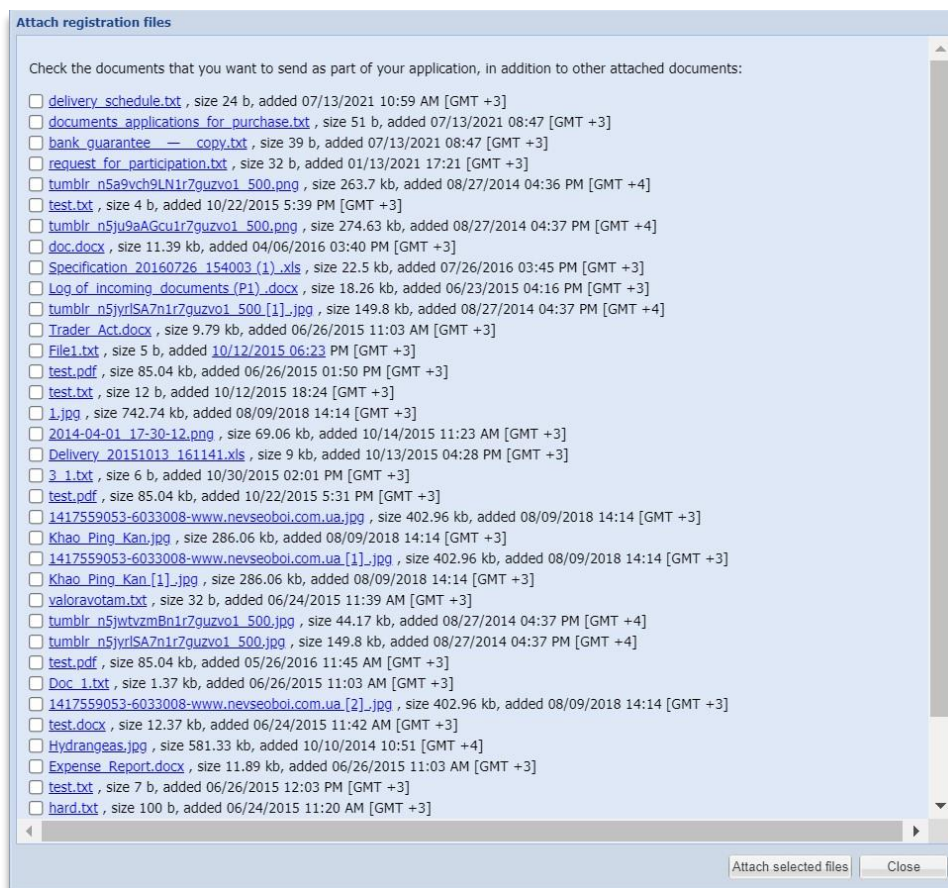 Attach registration files
Check the documents that you want to send as part of your application, in addition to other attached documents:
delivery_schedule.txt , size 24 b, added 07/13/2021 10:59 AM [GMT +3]
documents_applications_for_purchase.txt , size 51 b, added 07/13/2021 08:47 [GMT +3]
bank_guarantee_—_copy.txt , size 39 b, added 07/13/2021 08:47 [GMT +3]
request_for_participation.txt , size 32 b, added 01/13/2021 17:21 [GMT +3]
tumblr_n5a9vch9LN1r7guzvo1_500.png , size 263.7 kb, added 08/27/2014 04:36 PM [GMT +4]
test.txt , size 4 b, added 10/22/2015 5:39 PM [GMT +3]
tumblr_n5ju9aAGcu1r7guzvo1_500.png , size 274.63 kb, added 08/27/2014 04:37 PM [GMT +4]
doc.docx , size 11.39 kb, added 04/06/2016 03:40 PM [GMT +3]
Specification_20160726_154003 (1) .xls , size 22.5 kb, added 07/26/2016 03:45 PM [GMT +3]
Log of_incoming_documents (P1) .docx , size 18.26 kb, added 06/23/2015 04:16 PM [GMT +3]
tumblr_n5jyrlSA7n1r7guzvo1_500 [1] .jpg , size 149.8 kb, added 08/27/2014 04:37 PM [GMT +4]
Trader_Act.docx , size 9.79 kb, added 06/26/2015 11:03 AM [GMT +3]
File1.txt , size 5 b, added 10/12/2015 06:23 PM [GMT +3]
test.pdf , size 85.04 kb, added 06/26/2015 01:50 PM [GMT +3]
test.txt , size 12 b, added 10/12/2015 18:24 [GMT +3]
1.jpg , size 742.74 kb, added 08/09/2018 14:14 [GMT +3]
2014-04-01_17-30-12.png , size 69.06 kb, added 10/14/2015 11:23 AM [GMT +3]
Delivery_20151013_161141.xls , size 9 kb, added 10/13/2015 04:28 PM [GMT +3]
3_1.txt , size 6 b, added 10/30/2015 02:01 PM [GMT +3]
test.pdf , size 85.04 kb, added 10/22/2015 5:31 PM [GMT +3]
1417559053-6033008-www.nevseoboi.com.ua.jpg , size 402.96 kb, added 08/09/2018 14:14 [GMT +3]
Khao_Ping_Kan.jpg , size 286.06 kb, added 08/09/2018 14:14 [GMT +3]
1417559053-6033008-www.nevseoboi.com.ua [1] .jpg , size 402.96 kb, added 08/09/2018 14:14 [GMT +3]
Khao_Ping_Kan [1] .jpg , size 286.06 kb, added 08/09/2018 14:14 [GMT +3]
valoravotam.txt , size 32 b, added 06/24/2015 11:39 AM [GMT +3]
tumblr_n5jwtvzmBn1r7guzvo1_500.jpg , size 44.17 kb, added 08/27/2014 04:37 PM [GMT +4]
tumblr_n5jyrlSA7n1r7guzvo1_500.jpg , size 149.8 kb, added 08/27/2014 04:37 PM [GMT +4]
test.pdf , size 85.04 kb, added 05/26/2016 11:45 AM [GMT +3]
Doc_1.txt , size 1.37 kb, added 06/26/2015 11:03 AM [GMT +3]
1417559053-6033008-www.nevseoboi.com.ua [2] .jpg , size 402.96 kb, added 08/09/2018 14:14 [GMT +3]
test.docx , size 12.37 kb, added 06/24/2015 11:42 AM [GMT +3]
Hydrangeas.jpg , size 581.33 kb, added 10/10/2014 10:51 [GMT +4]
Expense_Report.docx , size 11.89 kb, added 06/26/2015 11:03 AM [GMT +3]
test.txt , size 7 b, added 06/26/2015 12:03 PM [GMT +3]
hard.txt , size 100 b, added 06/24/2015 11:20 AM [GMT +3]
Attach selected files Close